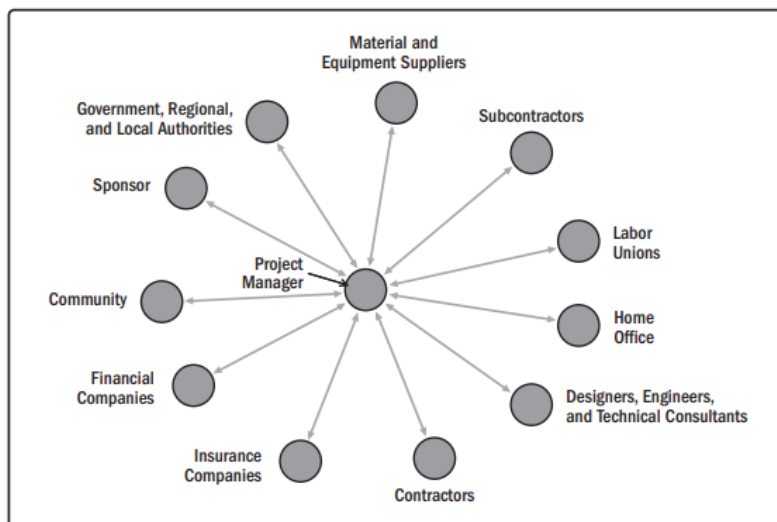 Material and
Equipment Suppliers
Government, Regional,
and Local Authorities
Subcontractors
Sponsor
Labor
Unions
Project
Manager
Community
Home
Office
Financial
Companies
Designers, Engineers,
and Technical Consultants
Insurance
Companies
Contractors